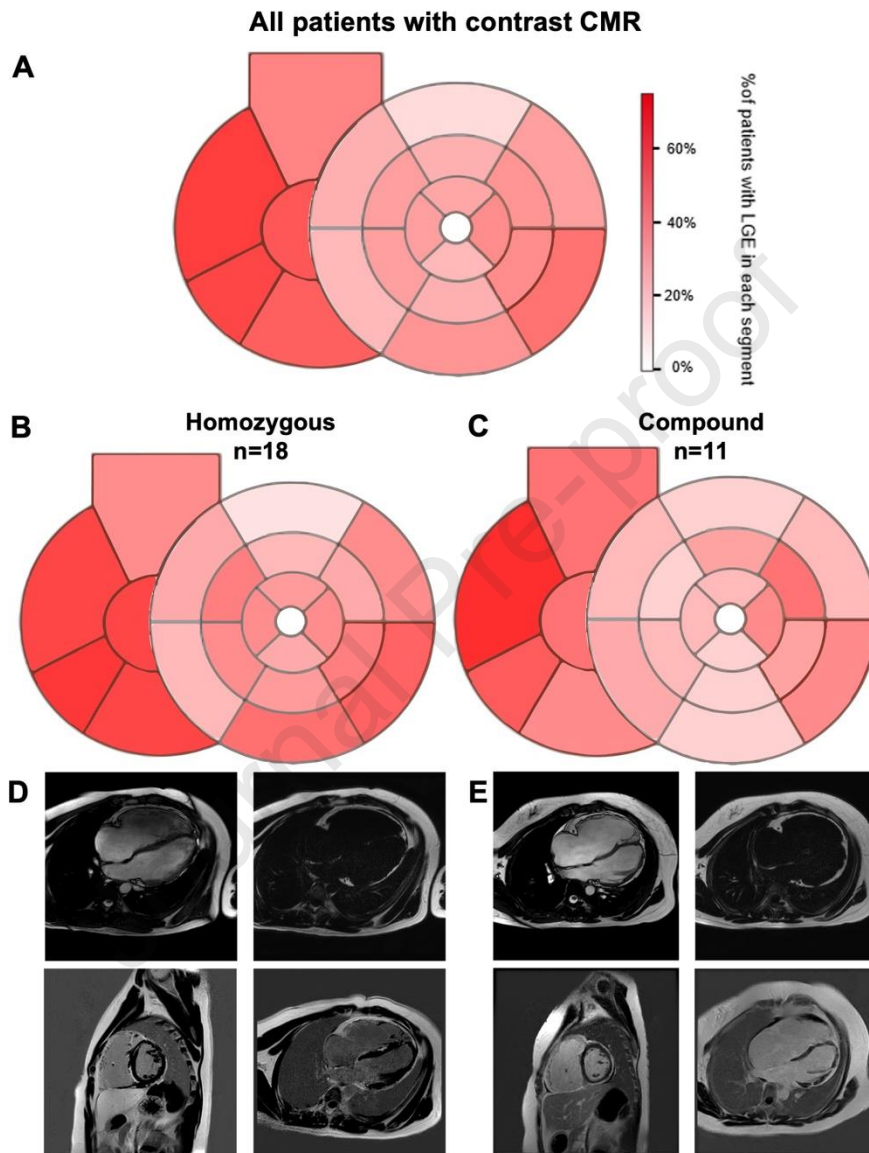 All patients with contrast CMR
A
60%
40%
20%
0%
%of patients with LGE in each segment
B
Homozygous
n=18
C
Compound
n=11
D
E
Journal Pre-proof